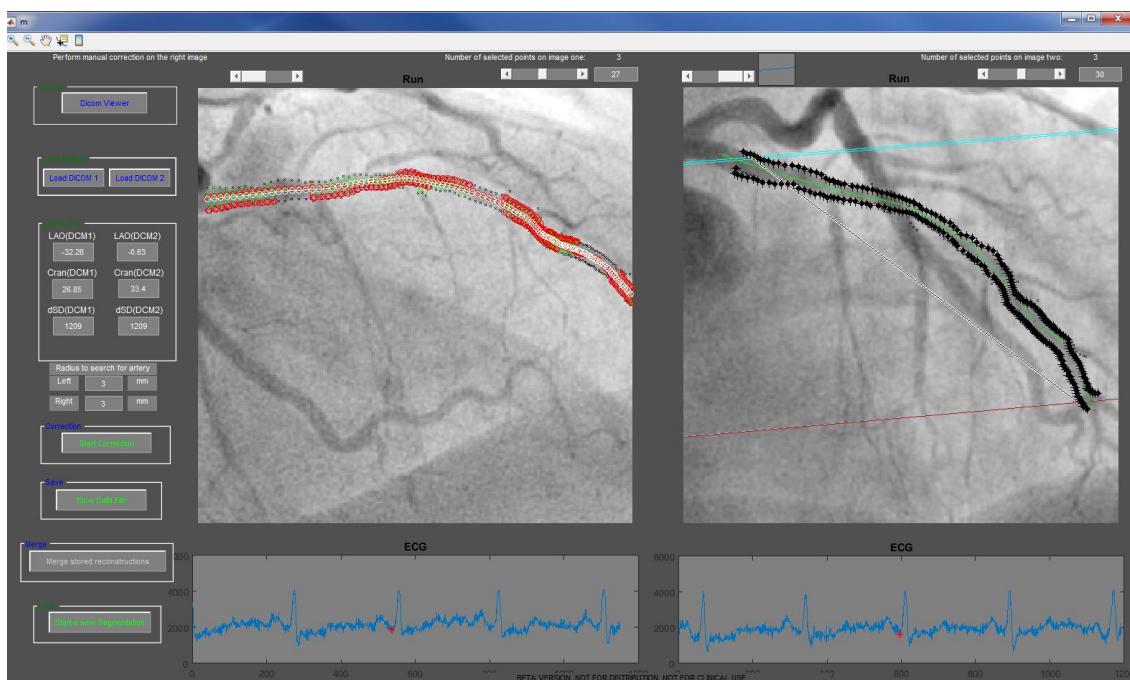 m
Perform manual correction on the right image
Number of selected points on image one: 3
Number of selected points on image two: 3
27
30
Run
Run
Dicom Viewer
Load DICOM 1 Load DICOM 2
LAO(DCM1) LAO(DCM2)
-32.26 -0.63
Cran(DCM1) Cran(DCM2)
26.85 33.4
dSD(DCM1) dSD(DCM2)
1209 1209
Radius to search for artery
Left 3 mm
Right 3 mm
Correction
Start Correction
Save
Save Data File
Merge
Merge stored reconstructions
Start a new Segmentation
ECG
4000
2000
0
0 200 400 600 800
ECG
6000
4000
2000
0
0 200 400 600 800 1000 1200
BETA VERSION, NOT FOR DISTRIBUTION, NOT FOR CLINICAL USE